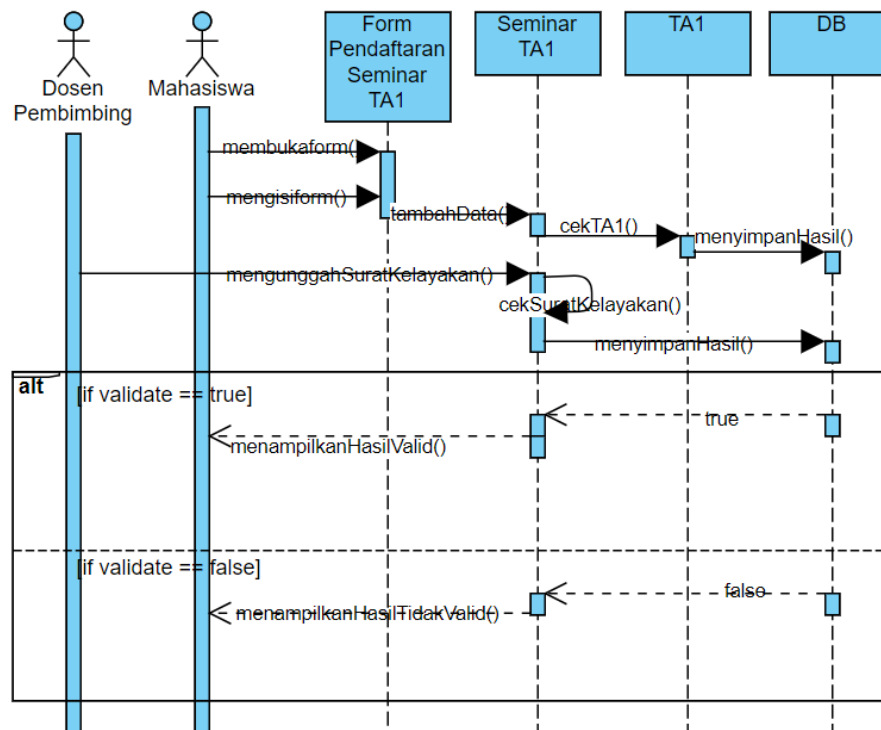 Dosen
Pembimbing
Mahasiswa
Form
Pendaftaran
Seminar
TA1
Seminar
TA1
TA1
DB
membukaform()
mengisiform()
tambahData()
cekTA1()
menyimpanHasil()
mengunggahSuratKelayakan()
cekSuratKelayakan()
menyimpanHasil()
alt
[if validate == true]
true
menampilkanHasilValid()
[if validate == false]
false
menampilkanHasilTidakValid()